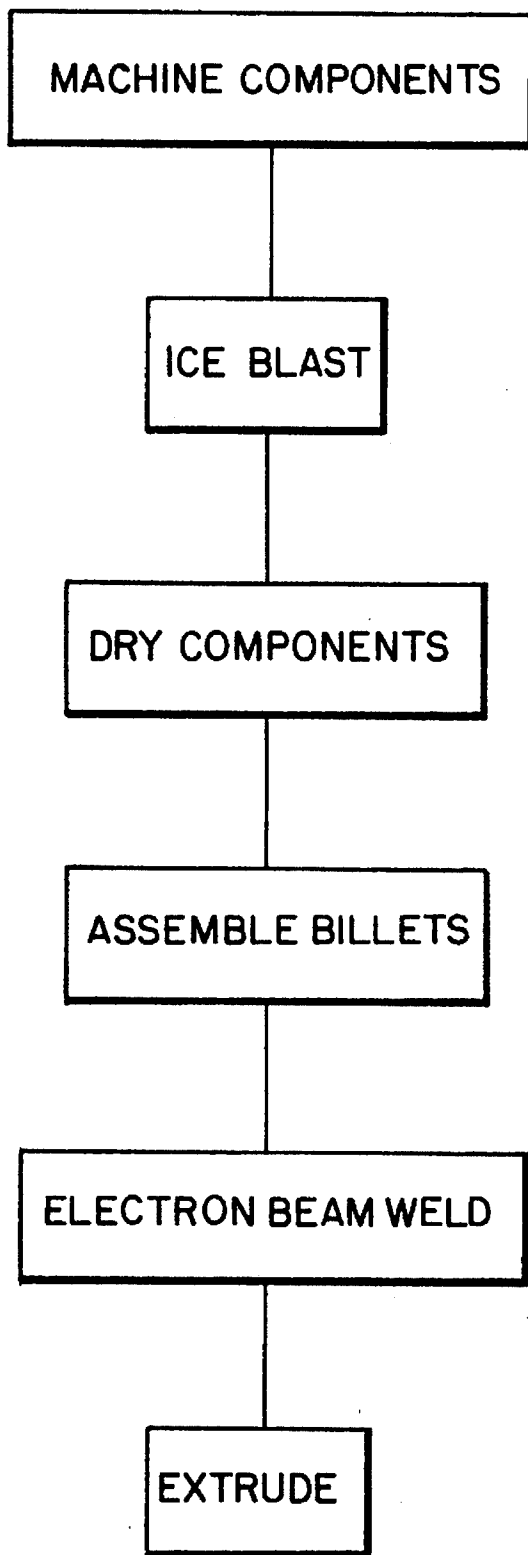 MACHINE COMPONENTS
ICE BLAST
DRY COMPONENTS
ASSEMBLE BILLETS
ELECTRON BEAM WELD
EXTRUDE